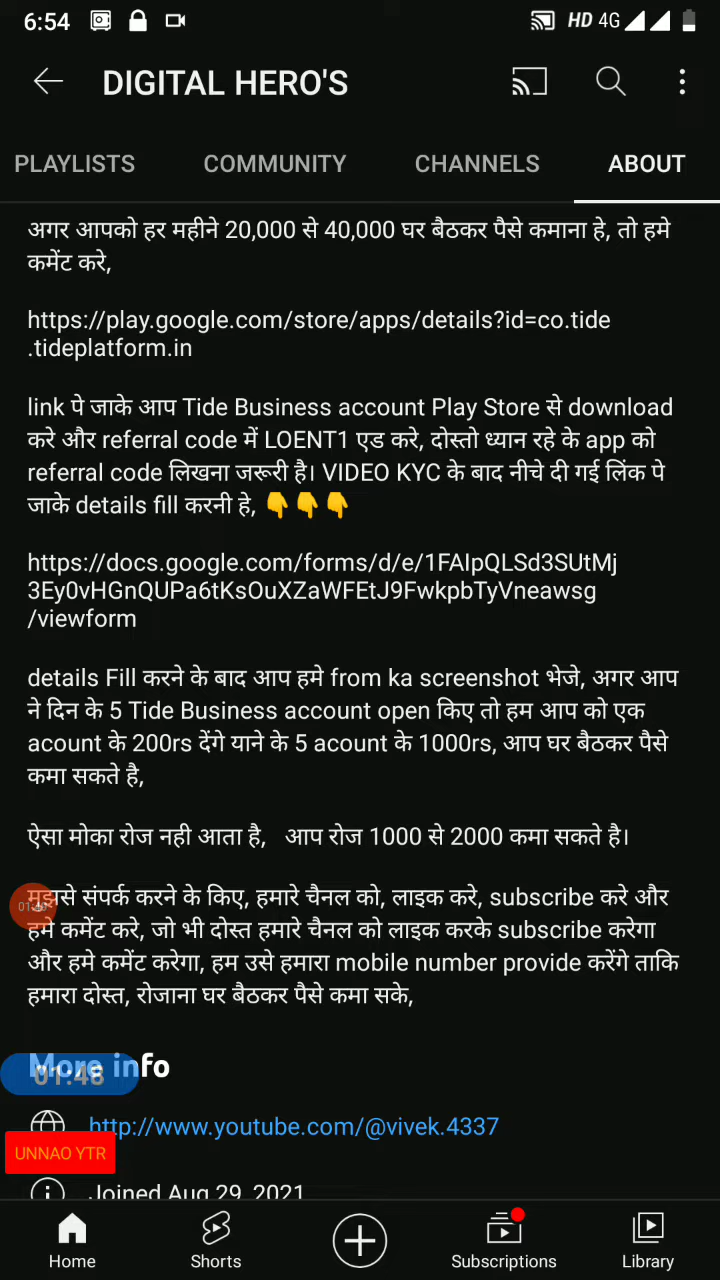 6:54 HD 4G
DIGITAL HERO'S
PLAYLISTS COMMUNITY CHANNELS ABOUT
अगर आपको हर महीने 20,000 से 40,000 घर बैठकर पैसे कमाना हे, तो हमे
कमेंट करे,
https://play.google.com/store/apps/details?id=co.tide
.tideplatform.in
link पे जाके आप Tide Business account Play Store से download
करे और referral code में LOENT1 एड करे, दोस्तो ध्यान रहे के app को
referral code लिखना जरूरी है। VIDEO KYC के बाद नीचे दी गई लिंक पे
जाके details fill करनी हे, 👇👇👇
https://docs.google.com/forms/d/e/1FAIpQLSd3SUtMj
3Ey0vHGnQUPa6tKsOuXZaWFEtJ9FwkpbTyVneawsg
/viewform
details Fill करने के बाद आप हमे from ka screenshot भेजे, अगर आप
ने दिन के 5 Tide Business account open किए तो हम आप को एक
acount के 200rs देंगे याने के 5 acount के 1000rs, आप घर बैठकर पैसे
कमा सकते है,
ऐसा मोका रोज नही आता है, आप रोज 1000 से 2000 कमा सकते है।
मुझसे संपर्क करने के किए, हमारे चैनल को, लाइक करे, subscribe करे और
हमे कमेंट करे, जो भी दोस्त हमारे चैनल को लाइक करके subscribe करेगा
और हमे कमेंट करेगा, हम उसे हमारा mobile number provide करेंगे ताकि
हमारा दोस्त, रोजाना घर बैठकर पैसे कमा सके,
More info
01:48
http://www.youtube.com/@vivek.4337
UNNAO YTR
Joined Aug 29, 2021
Home Shorts Subscriptions Library